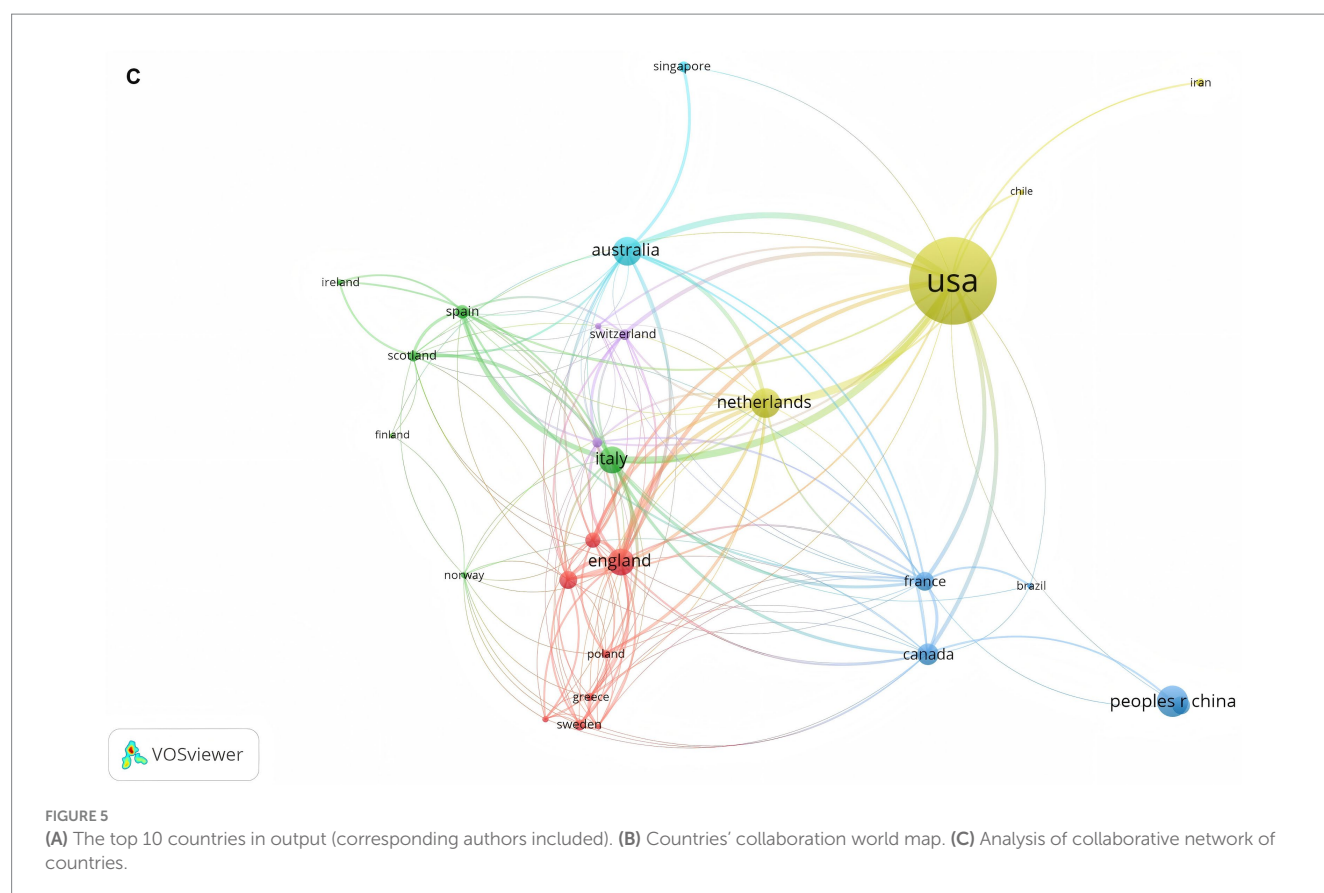 C
singapore
iran
chile
australia
usa
ireland
spain
switzerland
scotland
netherlands
finland
italy
england
norway
france
brazil
poland
canada
greece
peoples r china
sweden
VOSviewer
FIGURE 5
(A) The top 10 countries in output (corresponding authors included). (B) Countries’ collaboration world map. (C) Analysis of collaborative network of
countries.